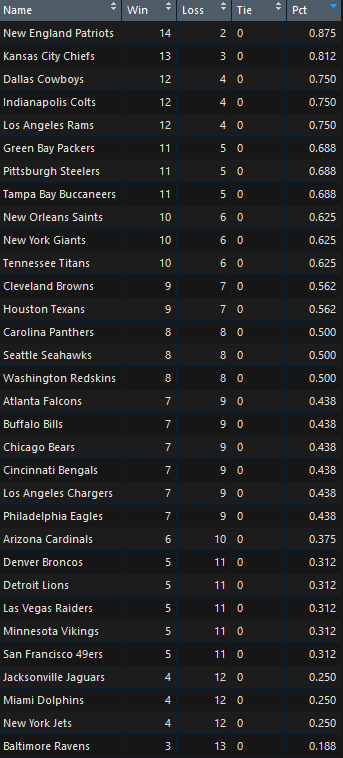 Name Win Loss Tie Pct
New England Patriots 14 2 0 0.875
Kansas City Chiefs 13 3 0 0.812
Dallas Cowboys 12 4 0 0.750
Indianapolis Colts 12 4 0 0.750
Los Angeles Rams 12 4 0 0.750
Green Bay Packers 11 5 0 0.688
Pittsburgh Steelers 11 5 0 0.688
Tampa Bay Buccaneers 11 5 0 0.688
New Orleans Saints 10 6 0 0.625
New York Giants 10 6 0 0.625
Tennessee Titans 10 6 0 0.625
Cleveland Browns 9 7 0 0.562
Houston Texans 9 7 0 0.562
Carolina Panthers 8 8 0 0.500
Seattle Seahawks 8 8 0 0.500
Washington Redskins 8 8 0 0.500
Atlanta Falcons 7 9 0 0.438
Buffalo Bills 7 9 0 0.438
Chicago Bears 7 9 0 0.438
Cincinnati Bengals 7 9 0 0.438
Los Angeles Chargers 7 9 0 0.438
Philadelphia Eagles 7 9 0 0.438
Arizona Cardinals 6 10 0 0.375
Denver Broncos 5 11 0 0.312
Detroit Lions 5 11 0 0.312
Las Vegas Raiders 5 11 0 0.312
Minnesota Vikings 5 11 0 0.312
San Francisco 49ers 5 11 0 0.312
Jacksonville Jaguars 4 12 0 0.250
Miami Dolphins 4 12 0 0.250
New York Jets 4 12 0 0.250
Baltimore Ravens 3 13 0 0.188